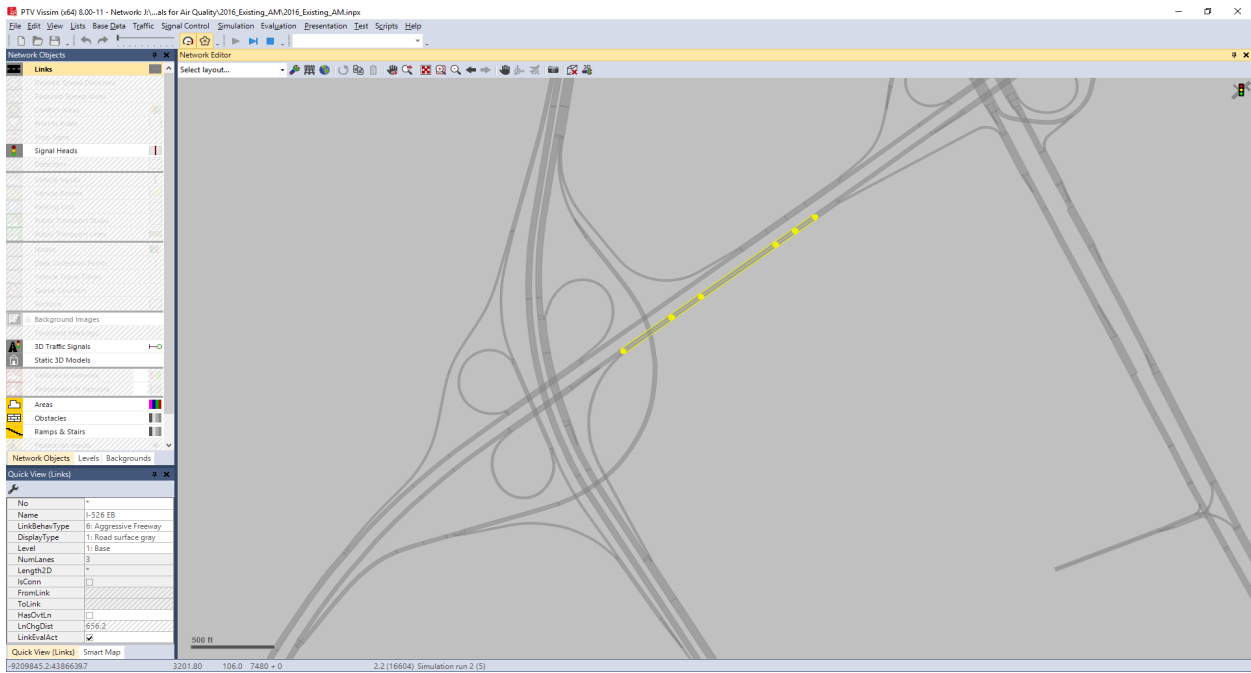 PTV Vissim (x64) 8.00-11 - Network: J:\...als for Air Quality\2016_Existing_AM\2016_Existing_AM.inpx
File Edit View Lists Base Data Traffic Signal Control Simulation Evaluation Presentation Test Scripts Help
Network Objects
Network Editor
Links
Select layout...
Signal Heads
Background Images
3D Traffic Signals
Static 3D Models
Areas
Obstacles
Ramps & Stairs
Network Objects Levels Backgrounds
Quick View (Links)
No *
Name I-526 EB
LinkBehavType 6: Aggressive Freeway
DisplayType 1: Road surface gray
Level 1: Base
NumLanes 3
Length2D *
IsConn
FromLink
ToLink
HasOvtLn
LnChgDist 656.2
LinkEvalAct
500 ft
Quick View (Links) Smart Map
-9209845.2:4386639.7 3201.80 106.0 7480 + 0 2.2 (16604) Simulation run 2 (5)